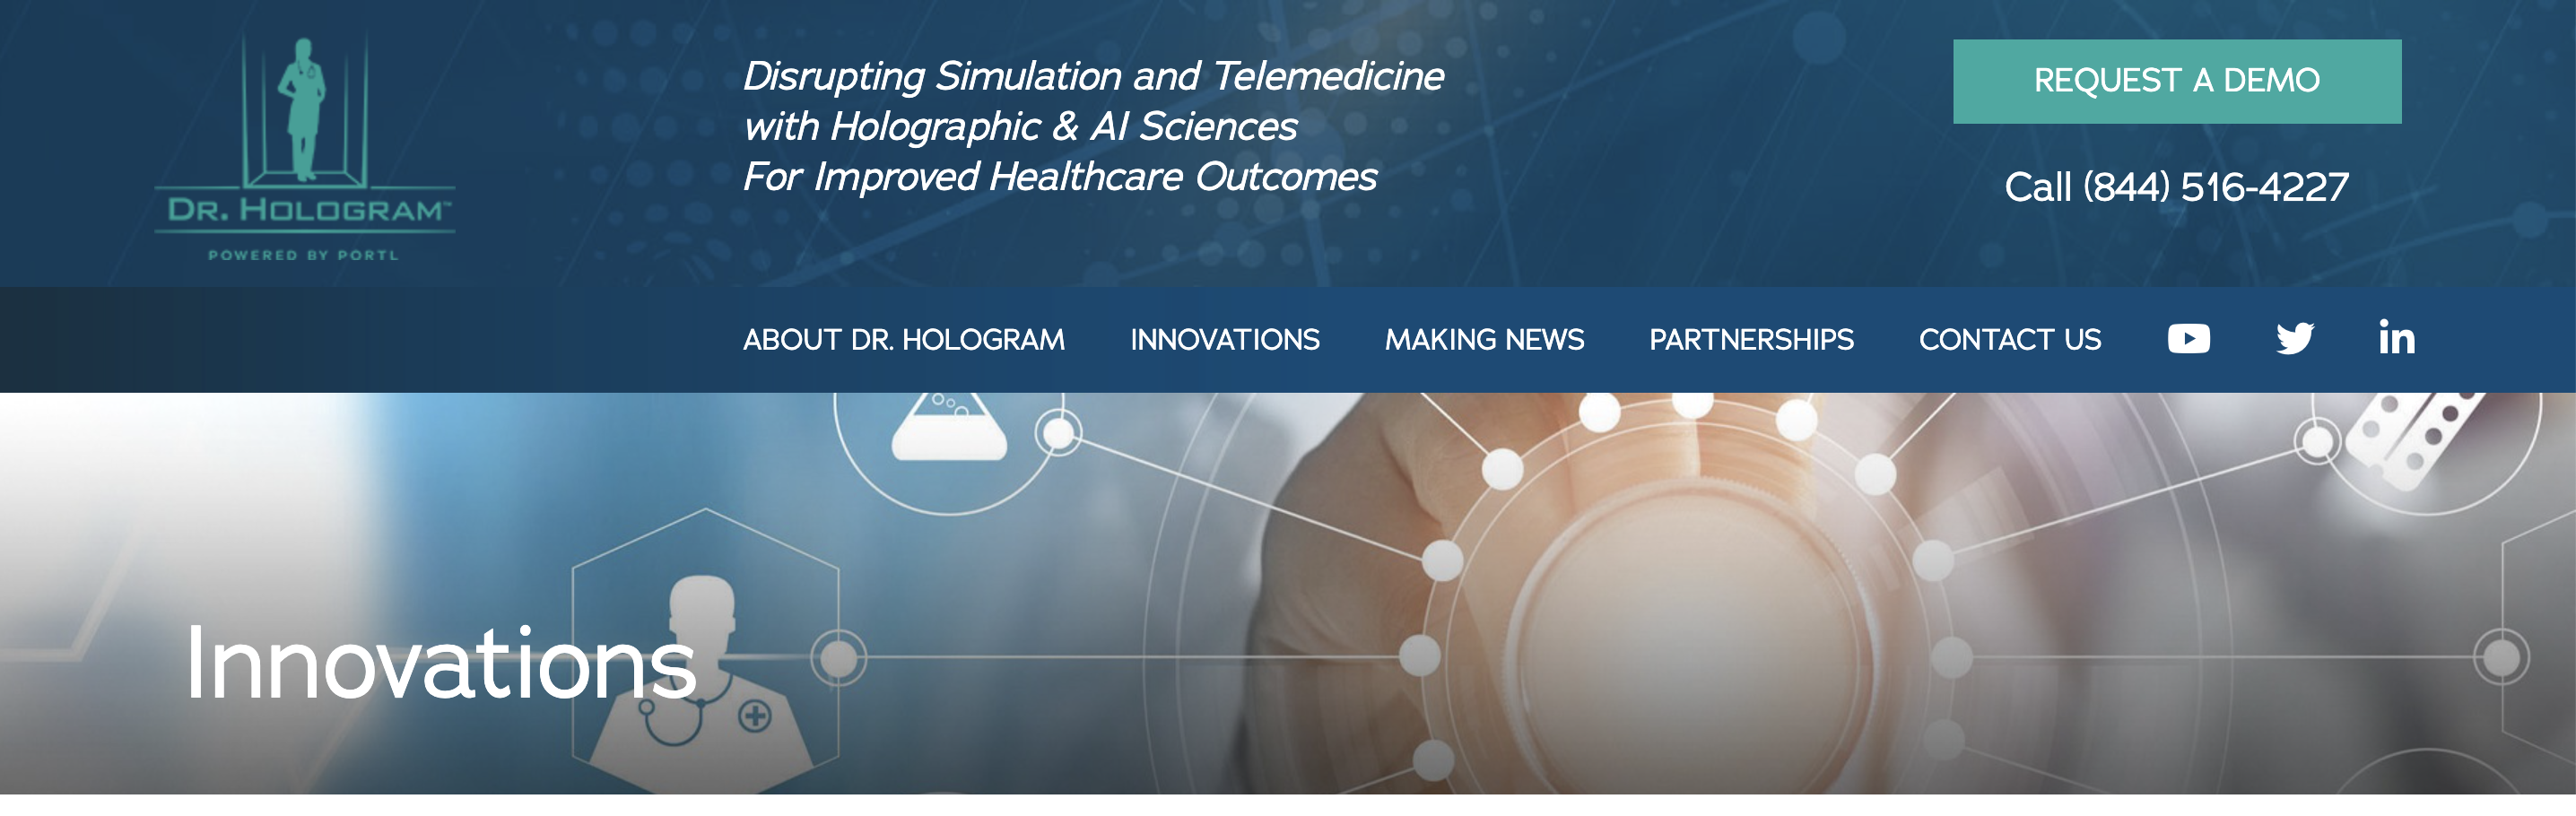 DR. HOLOGRAM™
POWERED BY PORTL
Disrupting Simulation and Telemedicine
with Holographic & AI Sciences
For Improved Healthcare Outcomes
REQUEST A DEMO
Call (844) 516-4227
ABOUT DR. HOLOGRAM INNOVATIONS MAKING NEWS PARTNERSHIPS CONTACT US in
Innovations